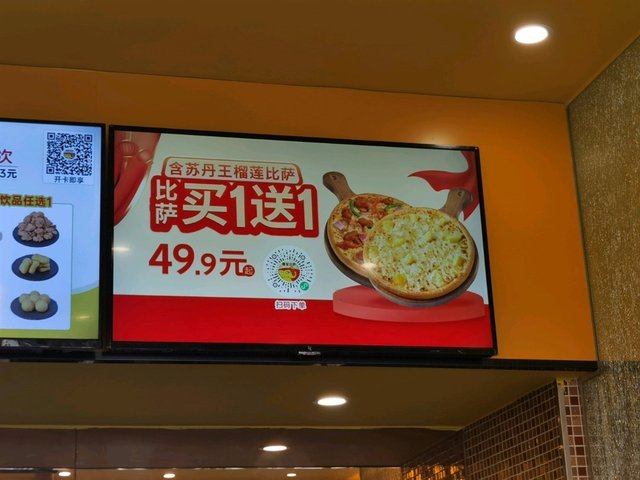 次
3元
开卡即享
饮品任选1
含苏丹王榴莲比萨
比萨
买1送1
49.9元起
扫码下单